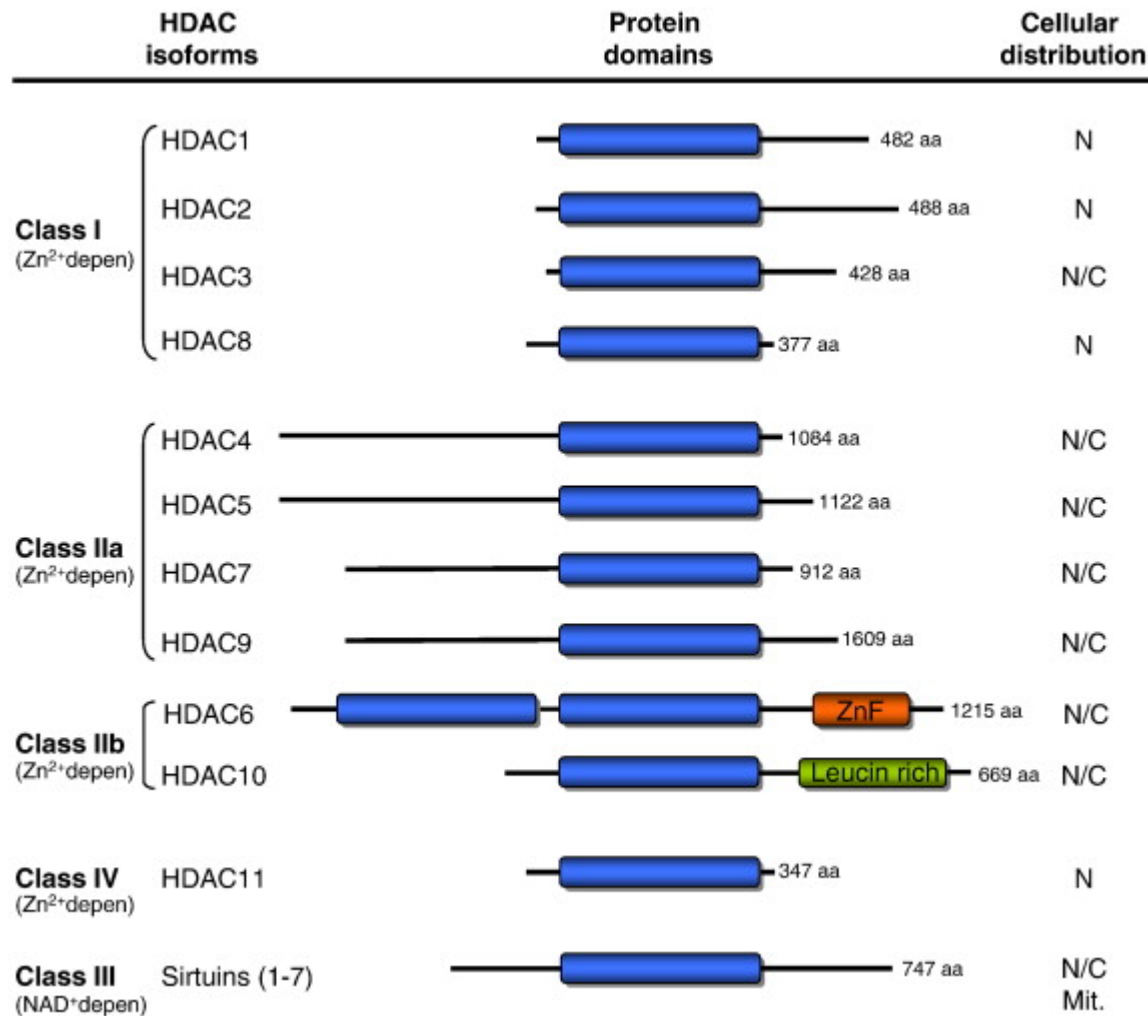 HDAC isoforms Protein domains Cellular distribution
Class I
(Zn²⁺depen)
HDAC1 482 aa N
HDAC2 488 aa N
HDAC3 428 aa N/C
HDAC8 377 aa N
Class IIa
(Zn²⁺depen)
HDAC4 1084 aa N/C
HDAC5 1122 aa N/C
HDAC7 912 aa N/C
HDAC9 1609 aa N/C
Class IIb
(Zn²⁺depen)
HDAC6 ZnF 1215 aa N/C
HDAC10 Leucin rich 669 aa N/C
Class IV HDAC11 347 aa N
(Zn²⁺depen)
Class III Sirtuins (1-7) 747 aa N/C
(NAD⁺depen) Mit.